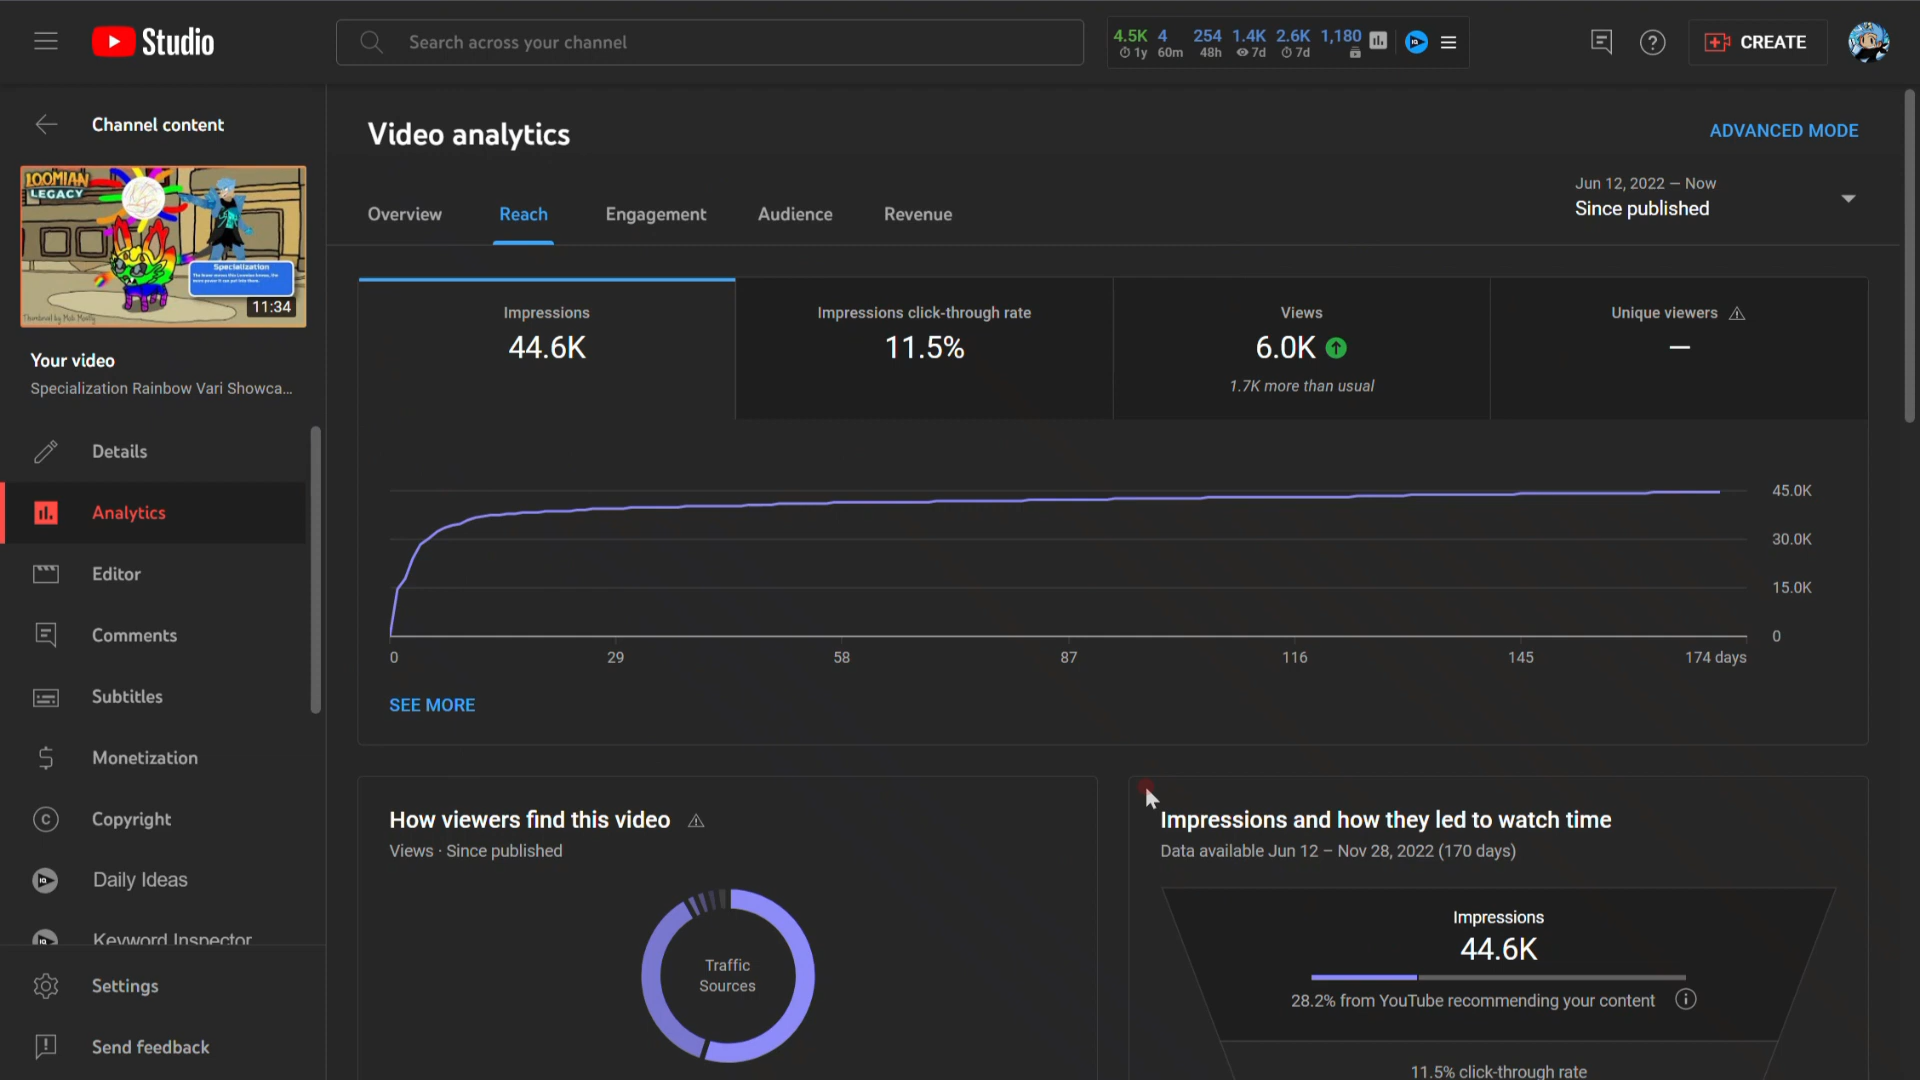 Studio
Search across your channel
4.5K 4 254 1.4K 2.6K 1,180
1y 60m 48h 7d 7d
CREATE
Channel content
Video analytics
ADVANCED MODE
Jun 12, 2022 – Now
Since published
Overview Reach Engagement Audience Revenue
LOOMIAN
LEGACY
Specialization
11:34
Your video
Specialization Rainbow Vari Showca...
Details
Analytics
Editor
Comments
Subtitles
Monetization
Copyright
Daily Ideas
Keyword Inspector
Settings
Send feedback
Impressions
44.6K
Impressions click-through rate
11.5%
Views
6.0K
1.7K more than usual
Unique viewers
—
45.0K
30.0K
15.0K
0
0 29 58 87 116 145 174 days
SEE MORE
How viewers find this video
Views · Since published
Traffic
Sources
Impressions and how they led to watch time
Data available Jun 12 – Nov 28, 2022 (170 days)
Impressions
44.6K
28.2% from YouTube recommending your content
11.5% click-through rate